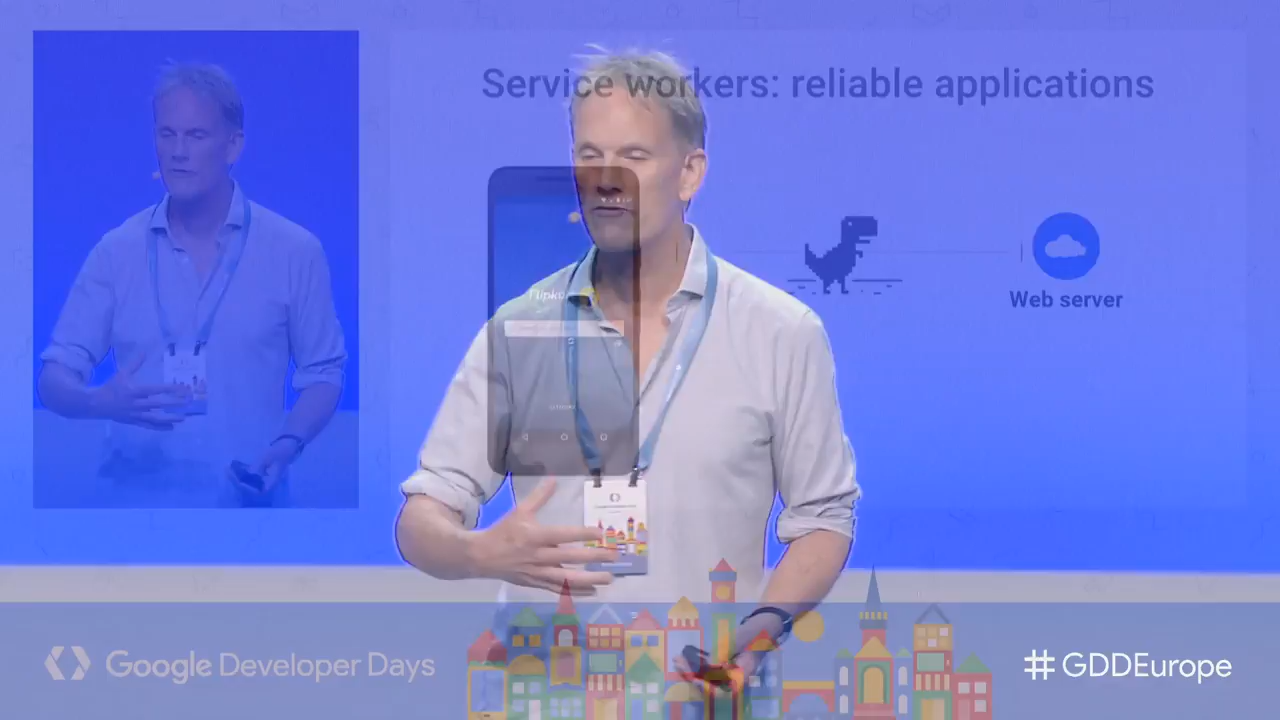 Service workers: reliable applications
Web server
Google Developer Days
#GDDEurope